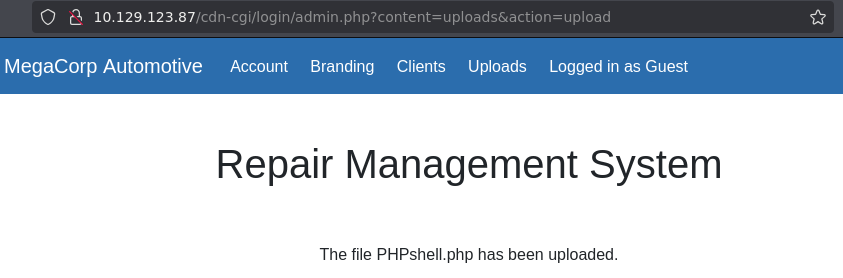 10.129.123.87/cdn-cgi/login/admin.php?content=uploads&action=upload
MegaCorp Automotive Account Branding Clients Uploads Logged in as Guest
Repair Management System
The file PHPshell.php has been uploaded.